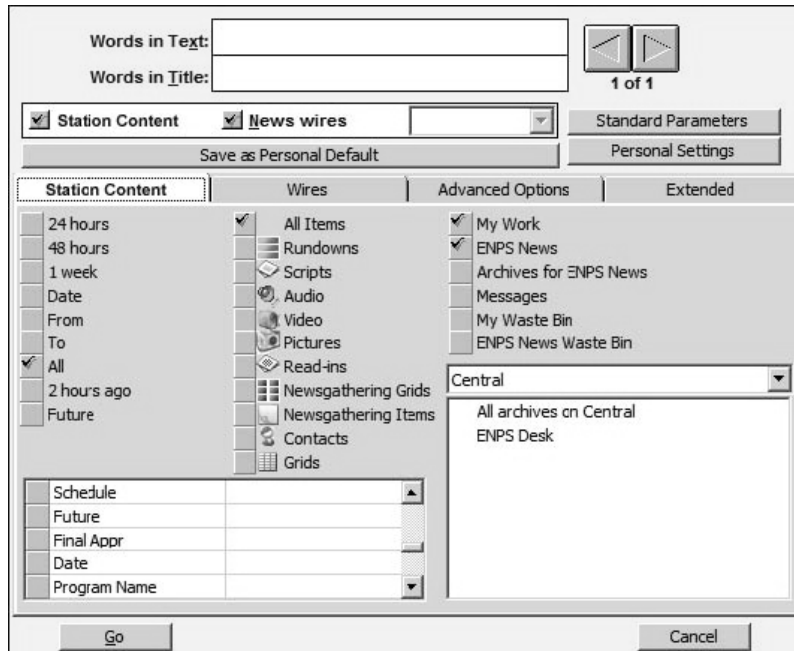 Words in Text:
Words in Title:
1 of 1
Station Content
News wires
Standard Parameters
Save as Personal Default
Personal Settings
Station Content
Wires
Advanced Options
Extended
24 hours
48 hours
1 week
Date
From
To
All
2 hours ago
Future
All Items
Rundowns
Scripts
Audio
Video
Pictures
Read-ins
Newsgathering Grids
Newsgathering Items
Contacts
Grids
My Work
ENPS News
Archives for ENPS News
Messages
My Waste Bin
ENPS News Waste Bin
Central
All archives on Central
ENPS Desk
Schedule
Future
Final Appr
Date
Program Name
Go
Cancel